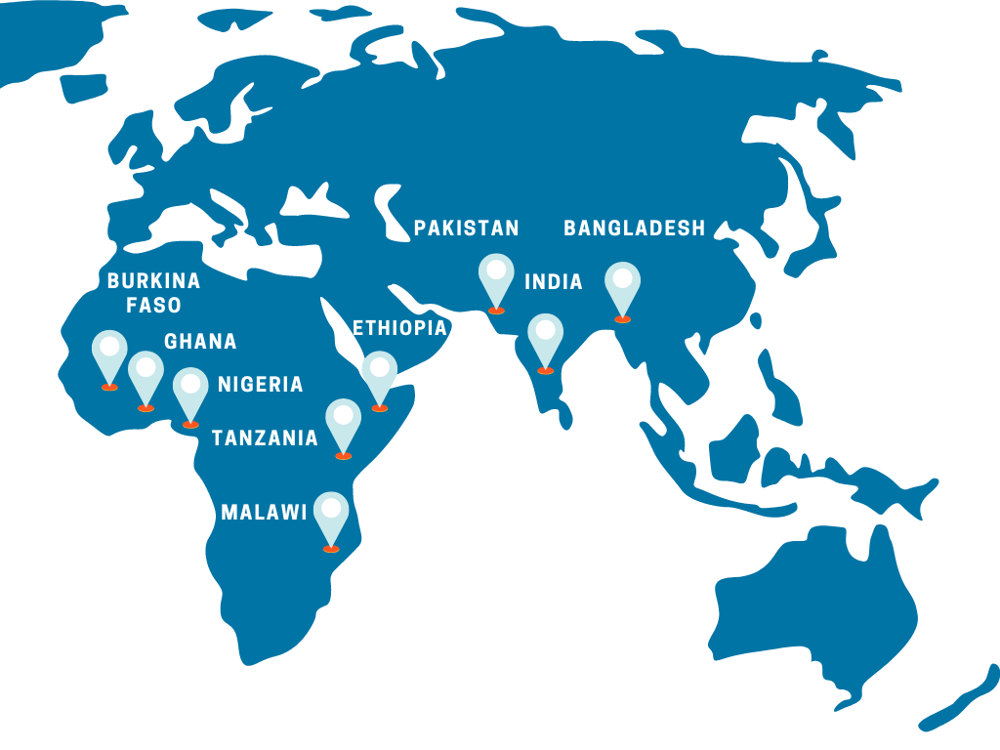 PAKISTAN
BANGLADESH
INDIA
BURKINA
FASO
ETHIOPIA
GHANA
NIGERIA
TANZANIA
MALAWI